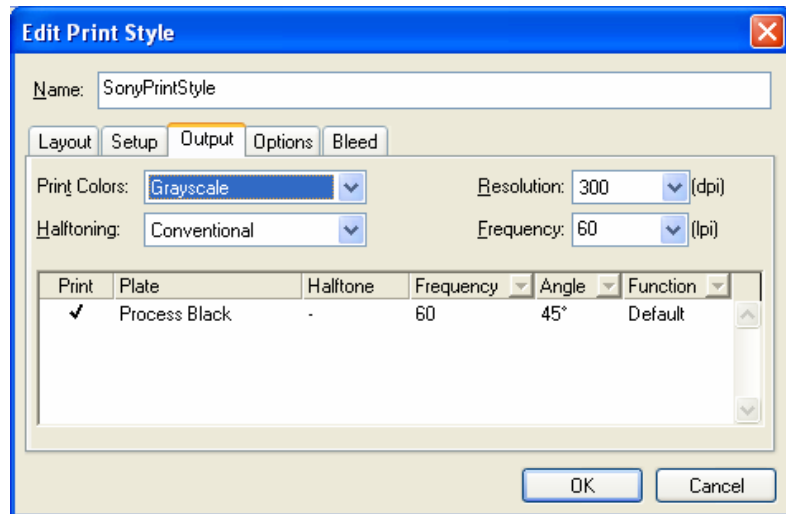 Edit Print Style
Name: SonyPrintStyle
Layout Setup Output Options Bleed
Print Colors: Grayscale Resolution: 300 (dpi)
Halftoning: Conventional Frequency: 60 (lpi)
Print Plate Halftone Frequency Angle Function
✓ Process Black - 60 45° Default
OK Cancel